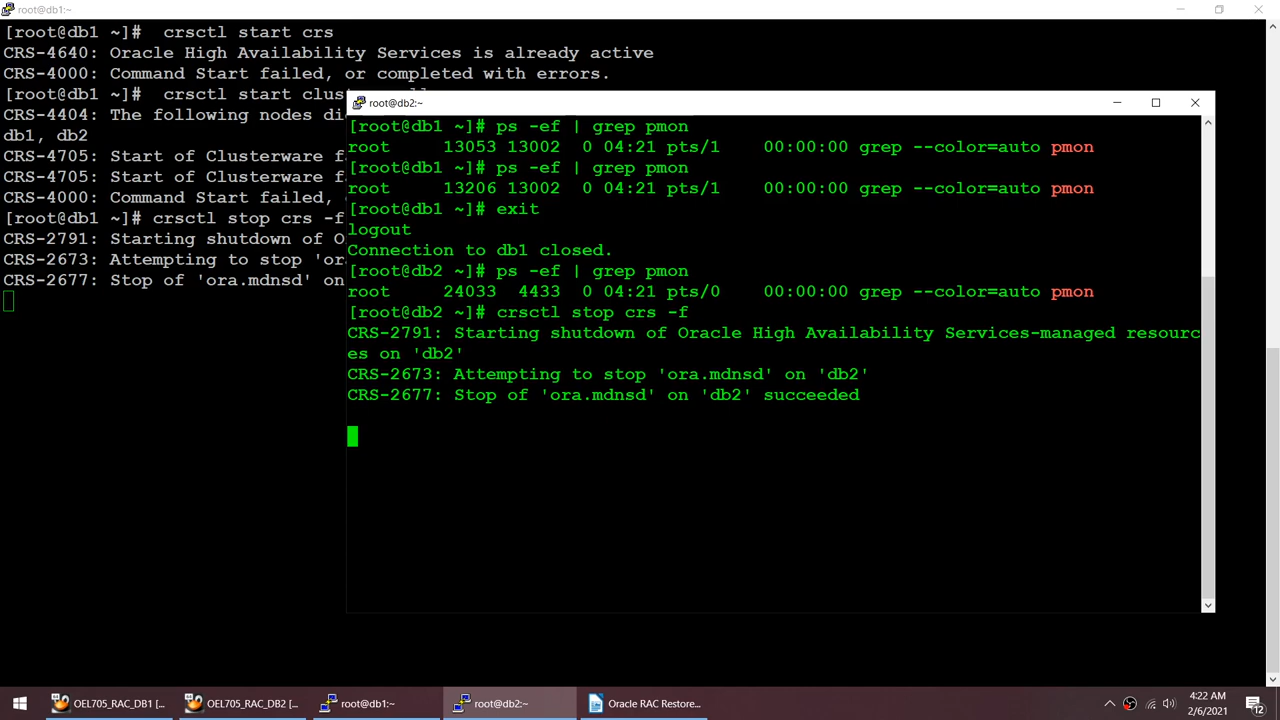 root@db1:~
[root@db1 ~]#  crsctl start crs
CRS-4640: Oracle High Availability Services is already active
CRS-4000: Command Start failed, or completed with errors.
[root@db1 ~]#  crsctl start clus
CRS-4404: The following nodes di
db1, db2
CRS-4705: Start of Clusterware f
CRS-4705: Start of Clusterware f
CRS-4000: Command Start failed,
[root@db1 ~]# crsctl stop crs -f
CRS-2791: Starting shutdown of O
CRS-2673: Attempting to stop 'ora
CRS-2677: Stop of 'ora.mdnsd' on
root@db2:~
[root@db1 ~]# ps -ef | grep pmon
root     13053 13002  0 04:21 pts/1    00:00:00 grep --color=auto pmon
[root@db1 ~]# ps -ef | grep pmon
root     13206 13002  0 04:21 pts/1    00:00:00 grep --color=auto pmon
[root@db1 ~]# exit
logout
Connection to db1 closed.
[root@db2 ~]# ps -ef | grep pmon
root     24033  4433  0 04:21 pts/0    00:00:00 grep --color=auto pmon
[root@db2 ~]# crsctl stop crs -f
CRS-2791: Starting shutdown of Oracle High Availability Services-managed resourc
es on 'db2'
CRS-2673: Attempting to stop 'ora.mdnsd' on 'db2'
CRS-2677: Stop of 'ora.mdnsd' on 'db2' succeeded
OEL705_RAC_DB1 [...
OEL705_RAC_DB2 [...
root@db1:~
root@db2:~
Oracle RAC Restore...
4:22 AM
2/6/2021
12